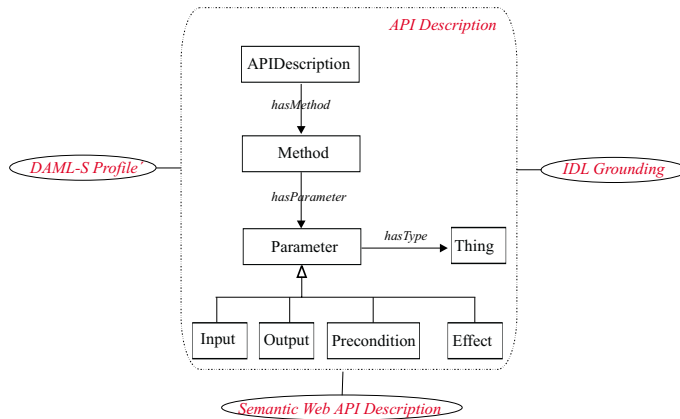 API Description
APIDescription
hasMethod
Method
DAML-S Profile´
IDL Grounding
hasParameter
Parameter
hasType
Thing
Input
Output
Precondition
Effect
Semantic Web API Description